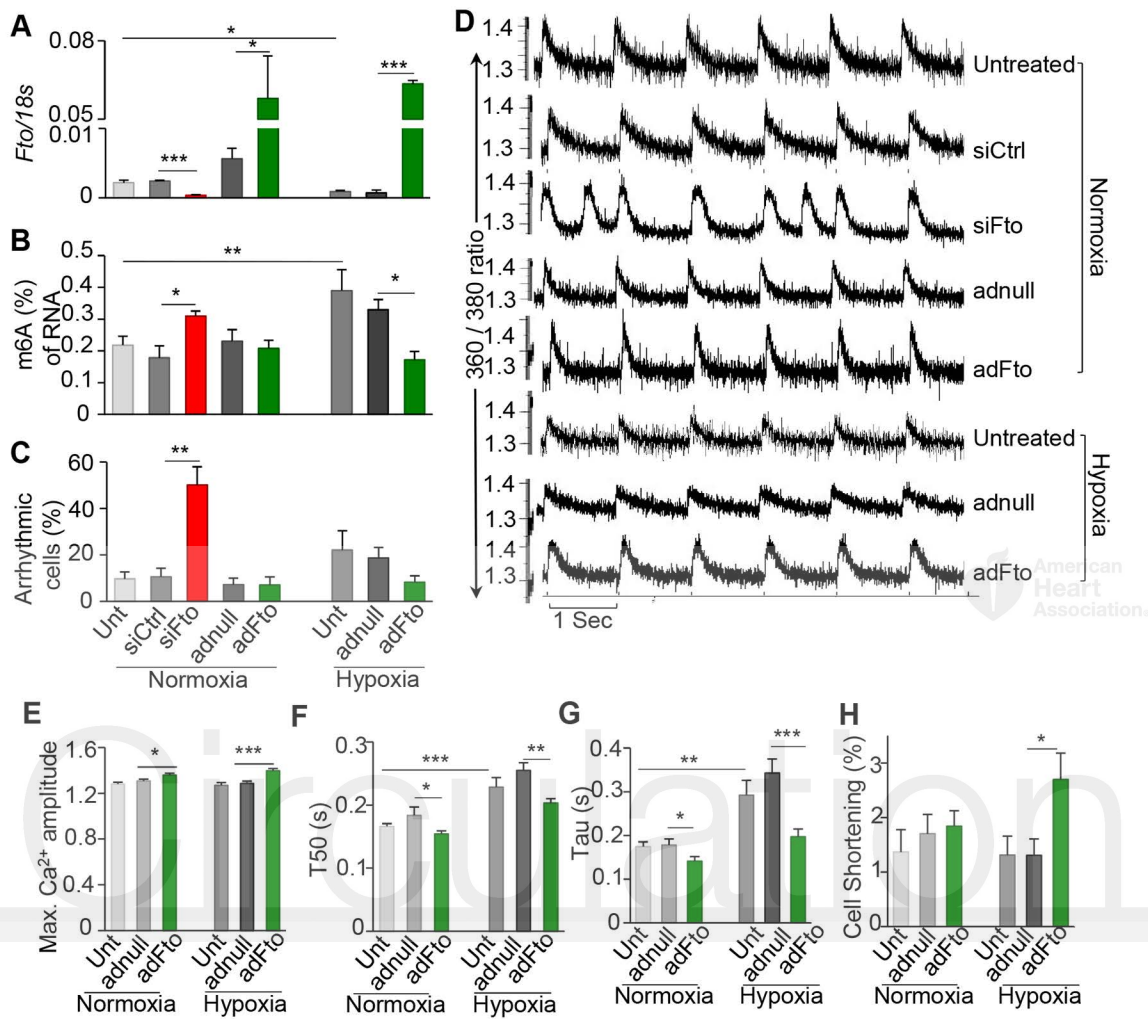 A
*
0.08
*
***
Fto/18s
0.05
0.01
***
0
B
0.5
**
0.4
*
*
m6A (%)
of RNA
0.3
0.2
0.1
0
C
60
**
Arrhythmic
cells (%)
40
20
0
Unt
siCtrl
siFto
adnull
adFto
Unt
adnull
adFto
Normoxia
Hypoxia
D
360 / 380 ratio
1.4
1.3
Untreated
1.4
1.3
siCtrl
1.4
1.3
siFto
1.4
1.3
adnull
1.4
1.3
adFto
Normoxia
1.4
1.3
Untreated
1.4
1.3
adnull
1.4
1.3
adFto
Hypoxia
1 Sec
American
Heart
Association
Circulation
E
Max. Ca2+ amplitude
1.6
1.2
0.8
0.4
0
*
***
Unt
adnull
adFto
Unt
adnull
adFto
Normoxia
Hypoxia
F
T50 (s)
0.3
0.2
0.1
0
***
*
**
Unt
adnull
adFto
Unt
adnull
adFto
Normoxia
Hypoxia
G
Tau (s)
0.4
0.3
0.2
0.1
0
**
*
***
Unt
adnull
adFto
Unt
adnull
adFto
Normoxia
Hypoxia
H
Cell Shortening (%)
3
2
1
0
*
Unt
adnull
adFto
Unt
adnull
adFto
Normoxia
Hypoxia